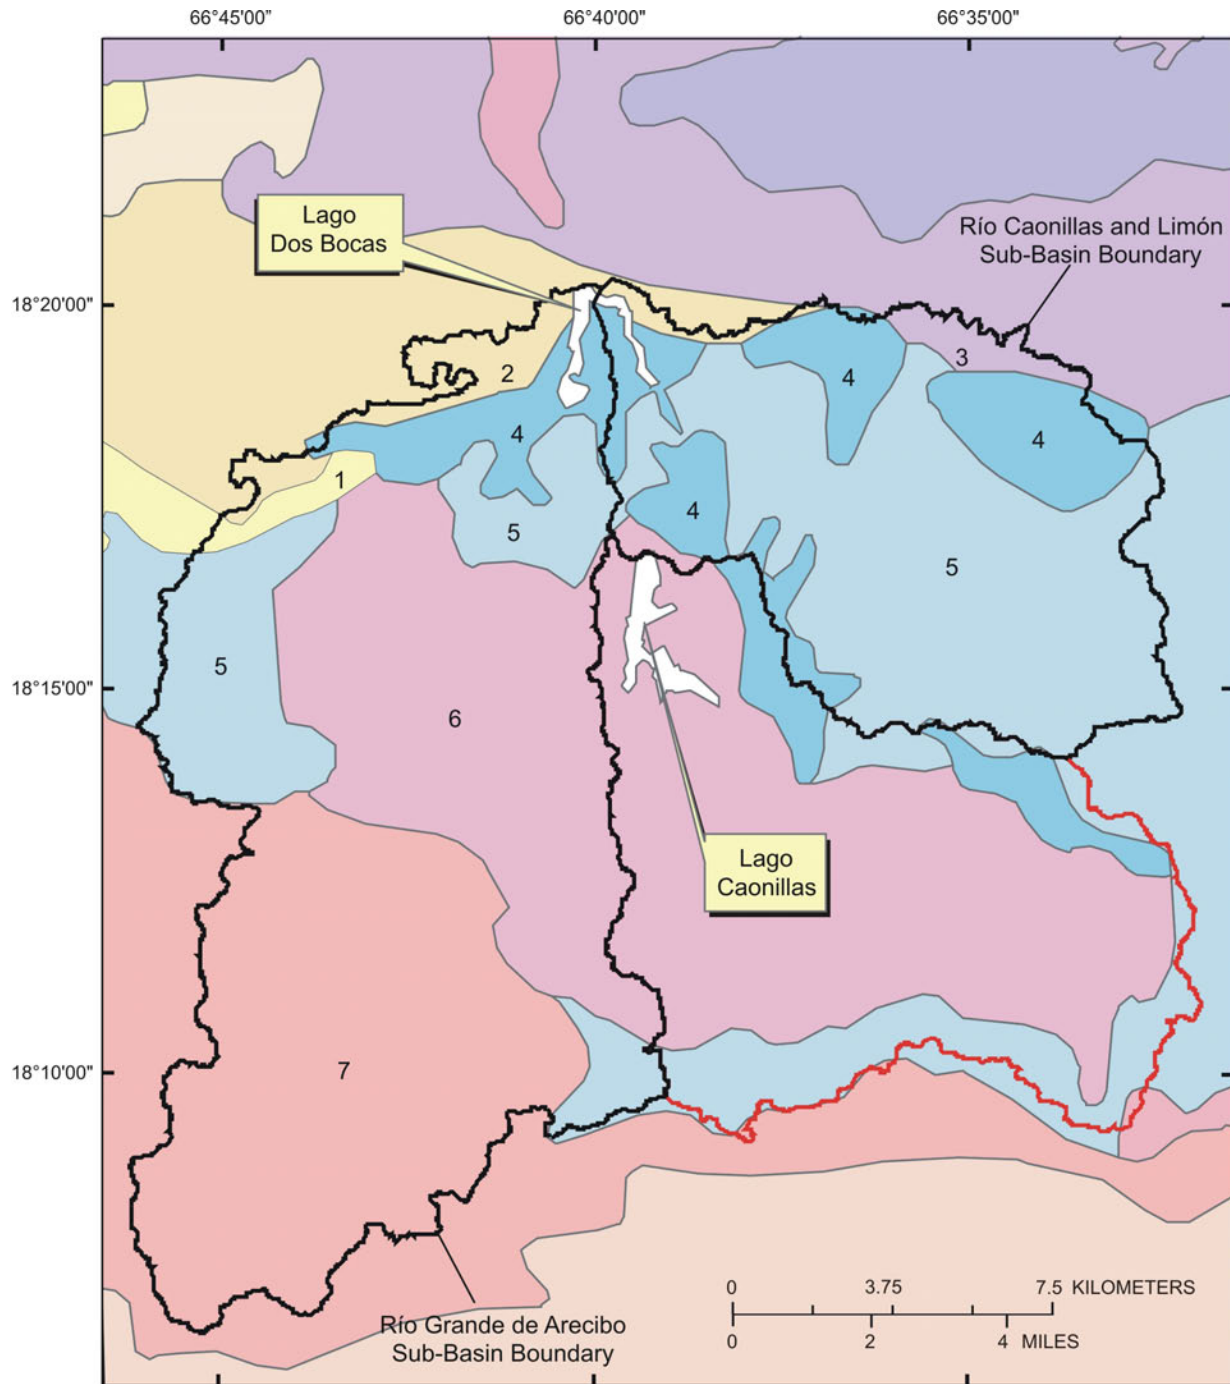 66°45'00" 66°40'00" 66°35'00"
Lago
Dos Bocas
Río Caonillas and Limón
Sub-Basin Boundary
18°20'00"
3
2
4
4
4
1
4
5
5
5
18°15'00"
6
Lago
Caonillas
18°10'00"
7
0 3.75 7.5 KILOMETERS
0 2 4 MILES
Río Grande de Arecibo
Sub-Basin Boundary